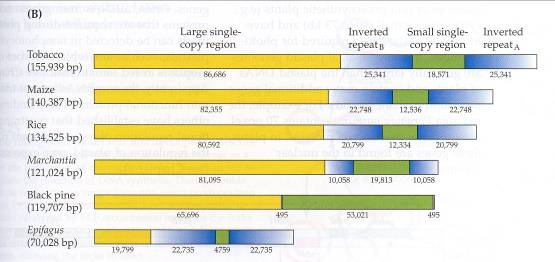 (B)
Large single-
copy region
Inverted
repeat B
Small single-
copy region
Inverted
repeat A
Tobacco
(155,939 bp)
86,686
25,341
18,571
25,341
Maize
(140,387 bp)
82,355
22,748
12,536
22,748
Rice
(134,525 bp)
80,592
20,799
12,334
20,799
Marchantia
(121,024 bp)
81,095
10,058
19,813
10,058
Black pine
(119,707 bp)
65,696
495
53,021
495
Epifagus
(70,028 bp)
19,799
22,735
4759
22,735